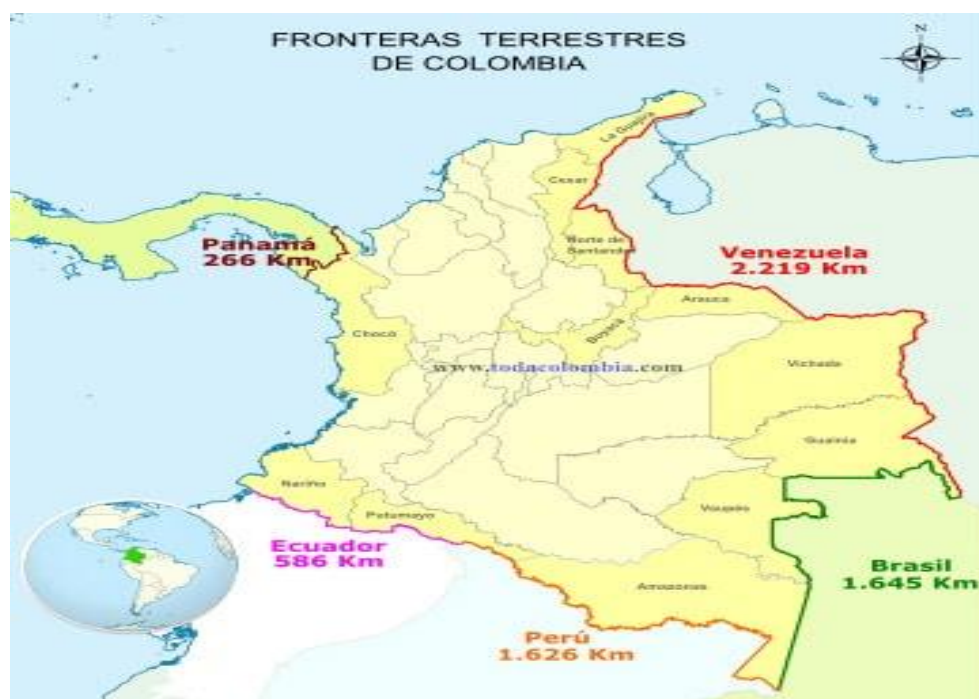 FRONTERAS TERRESTRES
DE COLOMBIA
N
La Guajira
Cesar
Norte de
Santander
Panamá
266 Km
Venezuela
2.219 Km
Arauca
Boyacá
Chocó
www.todacolombia.com
Vichada
Guainía
Nariño
Putumayo
Vaupés
Ecuador
586 Km
Amazonas
Brasil
1.645 Km
Perú
1.626 Km